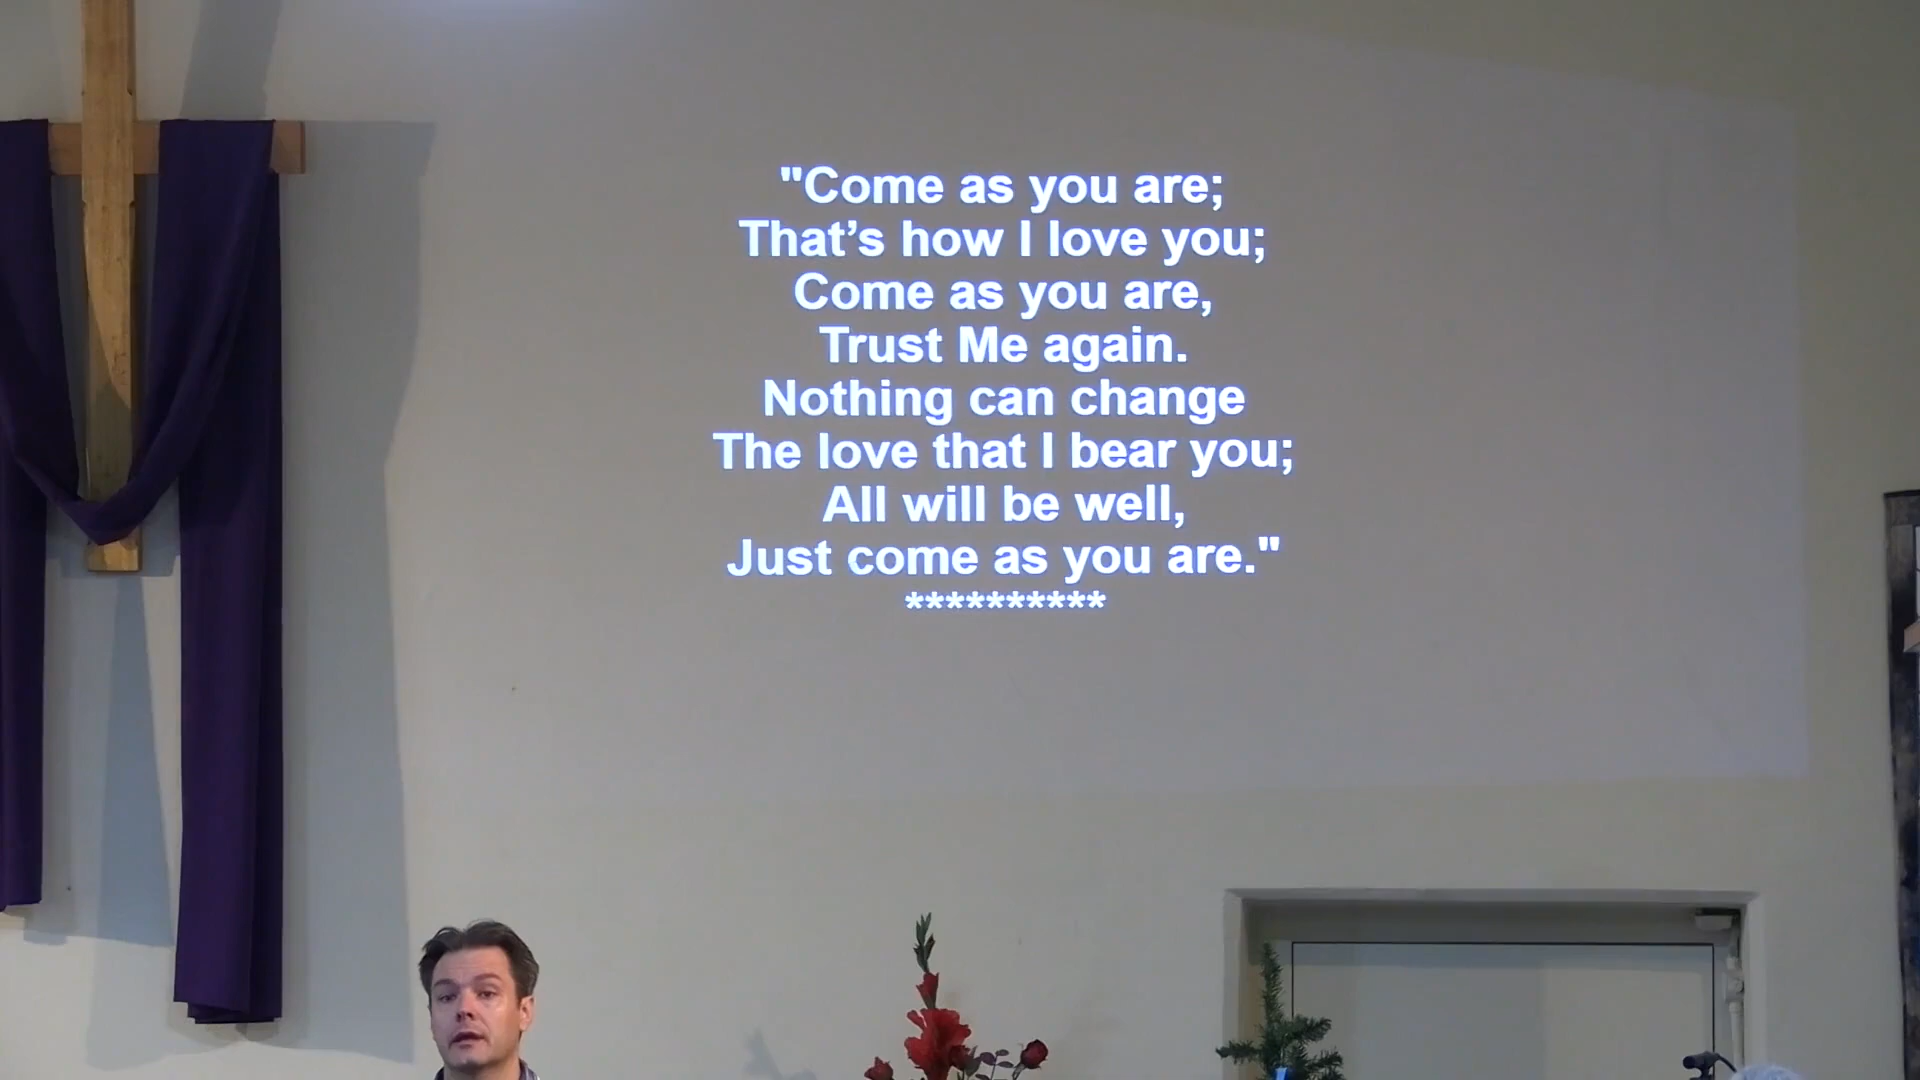 "Come as you are;
That’s how I love you;
Come as you are,
Trust Me again.
Nothing can change
The love that I bear you;
All will be well,
Just come as you are."
**********